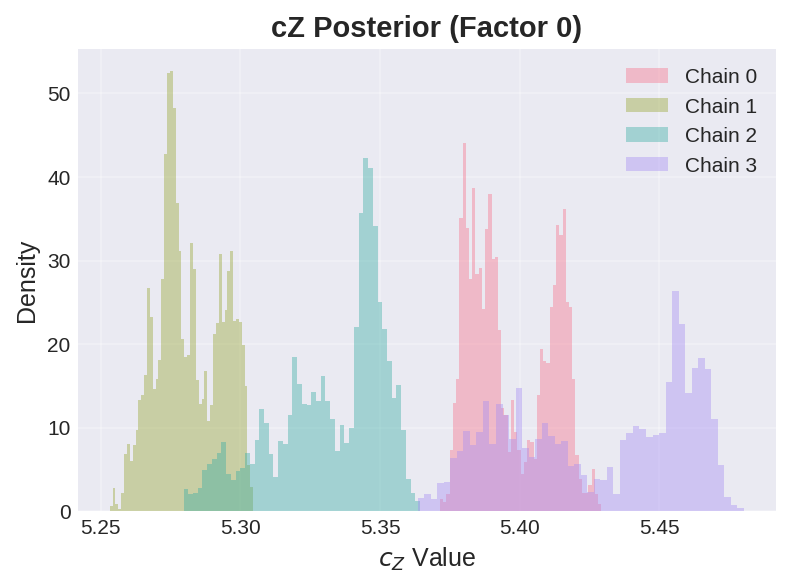 cZ Posterior (Factor 0)
Chain 0
Chain 1
Chain 2
Chain 3
Density
50
40
30
20
10
0
5.25 5.30 5.35 5.40 5.45
c_Z Value